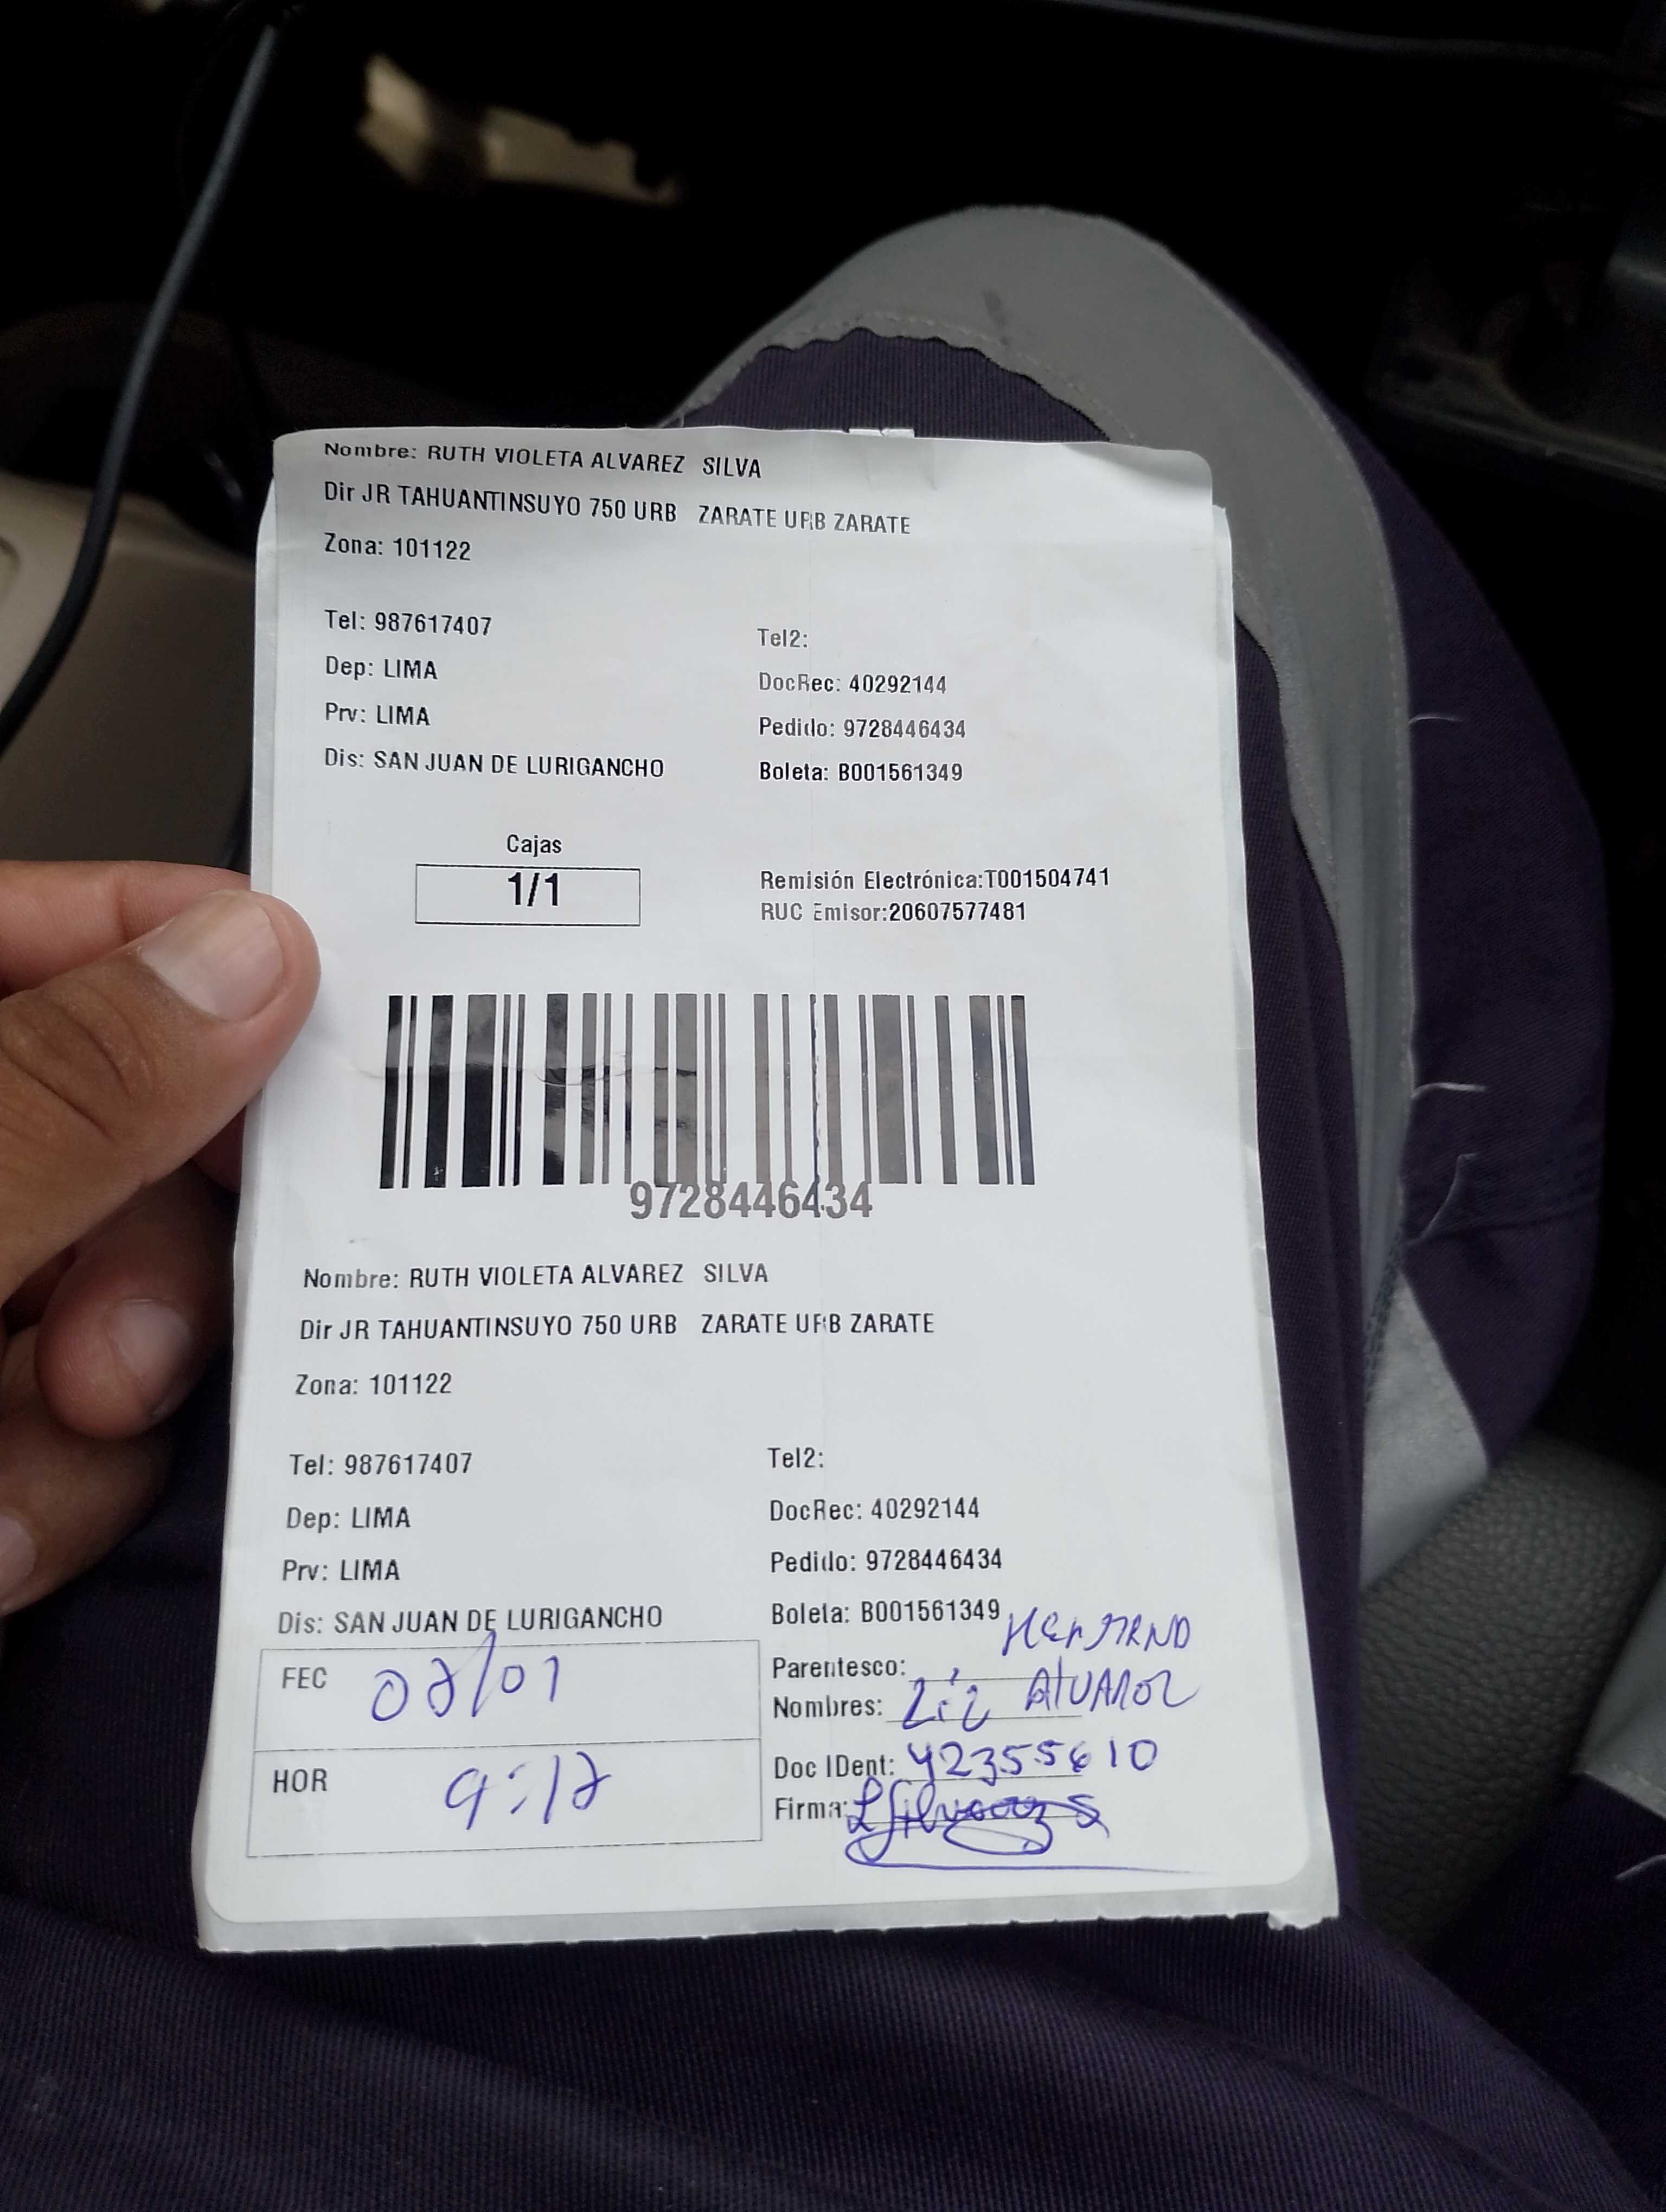 Nombre: RUTH VIOLETA ALVAREZ SILVA
Dir JR TAHUANTINSUYO 750 URB ZARATE URB ZARATE
Zona: 101122
Tel: 987617407
Tel2:
Dep: LIMA
DocRec: 40292144
Prv: LIMA
Pedido: 9728446434
Dis: SAN JUAN DE LURIGANCHO
Boleta: B001561349
Cajas
1/1
Remisión Electrónica:T001504741
RUC Emisor:20607577481
9728446434
Nombre: RUTH VIOLETA ALVAREZ SILVA
Dir JR TAHUANTINSUYO 750 URB ZARATE URB ZARATE
Zona: 101122
Tel: 987617407
Tel2:
Dep: LIMA
DocRec: 40292144
Prv: LIMA
Pedido: 9728446434
Dis: SAN JUAN DE LURIGANCHO
Boleta: B001561349
FEC
Parentesco:
Nombres: Liz
HOR
Doc IDent: 42355610
Firma: